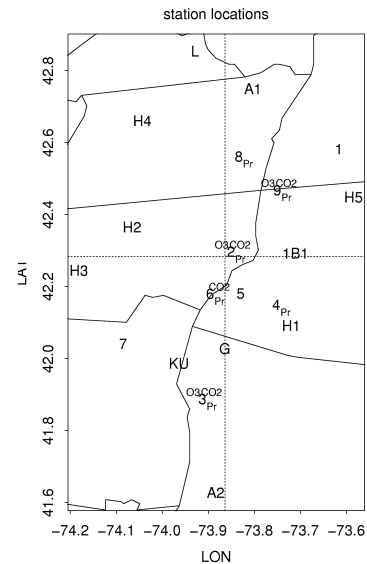 station locations
L
42.8
A1
H4
42.6
8Pr
1
O3CO2
9Pr
H5
42.4
H2
O3CO2
2Pr
1B1
H3
LAT
42.2
CO2
6Pr
5
4Pr
H1
7
G
42.0
KU
O3CO2
3Pr
41.8
A2
41.6
−74.2 −74.1 −74.0 −73.9 −73.8 −73.7 −73.6
LON